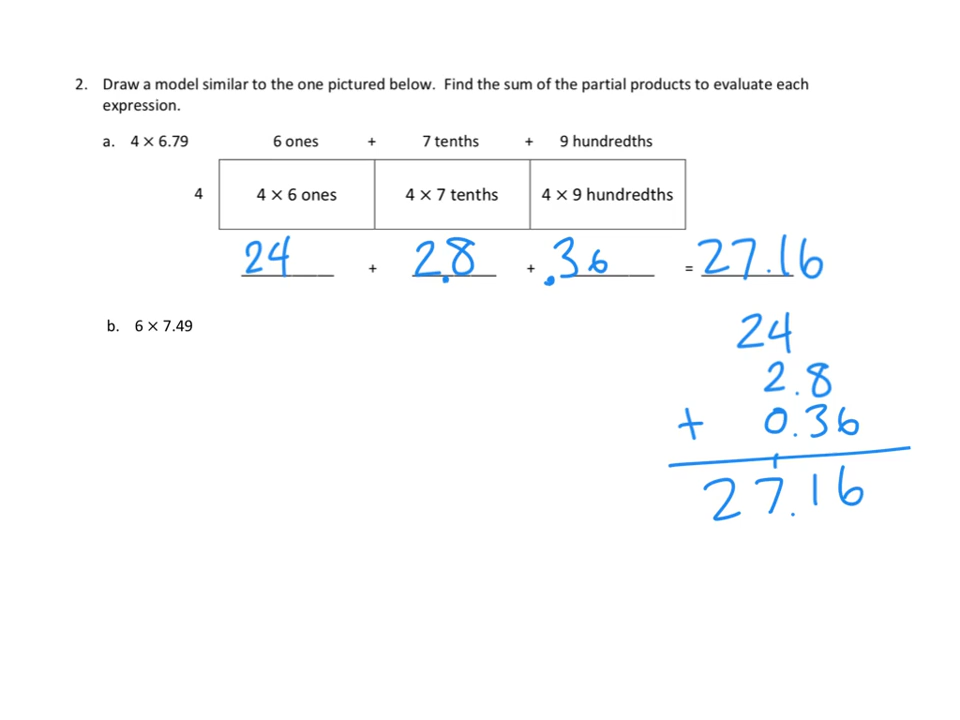 2. Draw a model similar to the one pictured below. Find the sum of the partial products to evaluate each
expression.
a. 4 × 6.79 6 ones + 7 tenths + 9 hundredths
4 4 × 6 ones 4 × 7 tenths 4 × 9 hundredths
24 + 2.8 + .36 = 27.16
b. 6 × 7.49
24
2.8
+ 0.36
1
27.16